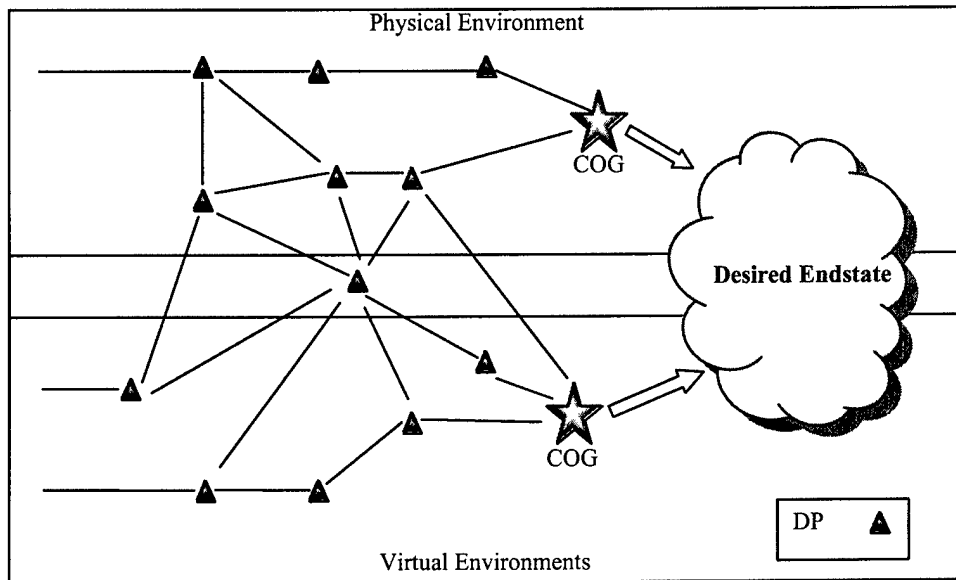 Physical Environment
COG
Desired Endstate
COG
DP
Virtual Environments